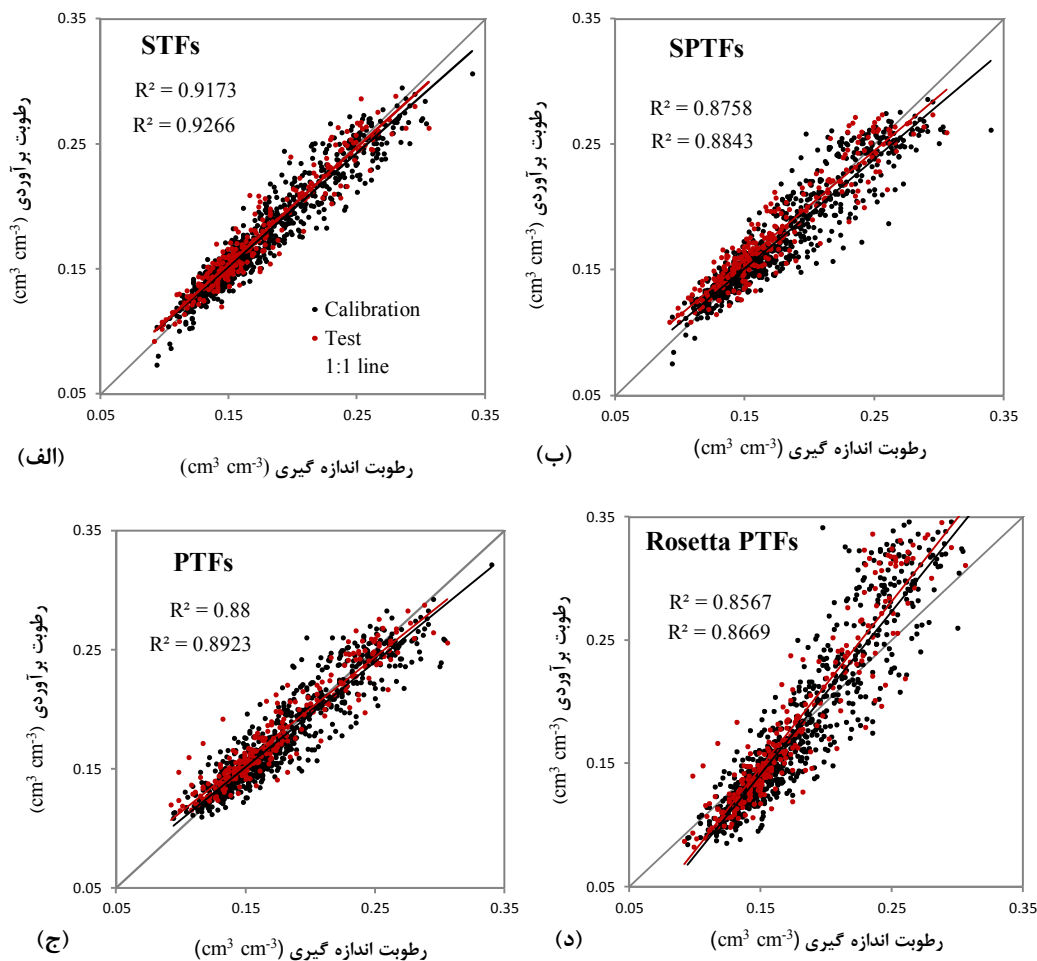 STFs
R² = 0.9173
R² = 0.9266
0.35
0.25
0.15
0.05
0.05
0.15
0.25
0.35
رطوبت برآوردی (cm³ cm⁻³)
Calibration
Test
1:1 line
رطوبت اندازه گیری (cm³ cm⁻³)
(الف)
SPTFs
R² = 0.8758
R² = 0.8843
0.35
0.25
0.15
0.05
0.05
0.15
0.25
0.35
رطوبت برآوردی (cm³ cm⁻³)
رطوبت اندازه گیری (cm³ cm⁻³)
(ب)
PTFs
R² = 0.88
R² = 0.8923
0.35
0.25
0.15
0.05
0.05
0.15
0.25
0.35
رطوبت برآوردی (cm³ cm⁻³)
رطوبت اندازه گیری (cm³ cm⁻³)
(ج)
Rosetta PTFs
R² = 0.8567
R² = 0.8669
0.35
0.25
0.15
0.05
0.05
0.15
0.25
0.35
رطوبت برآوردی (cm³ cm⁻³)
رطوبت اندازه گیری (cm³ cm⁻³)
(د)